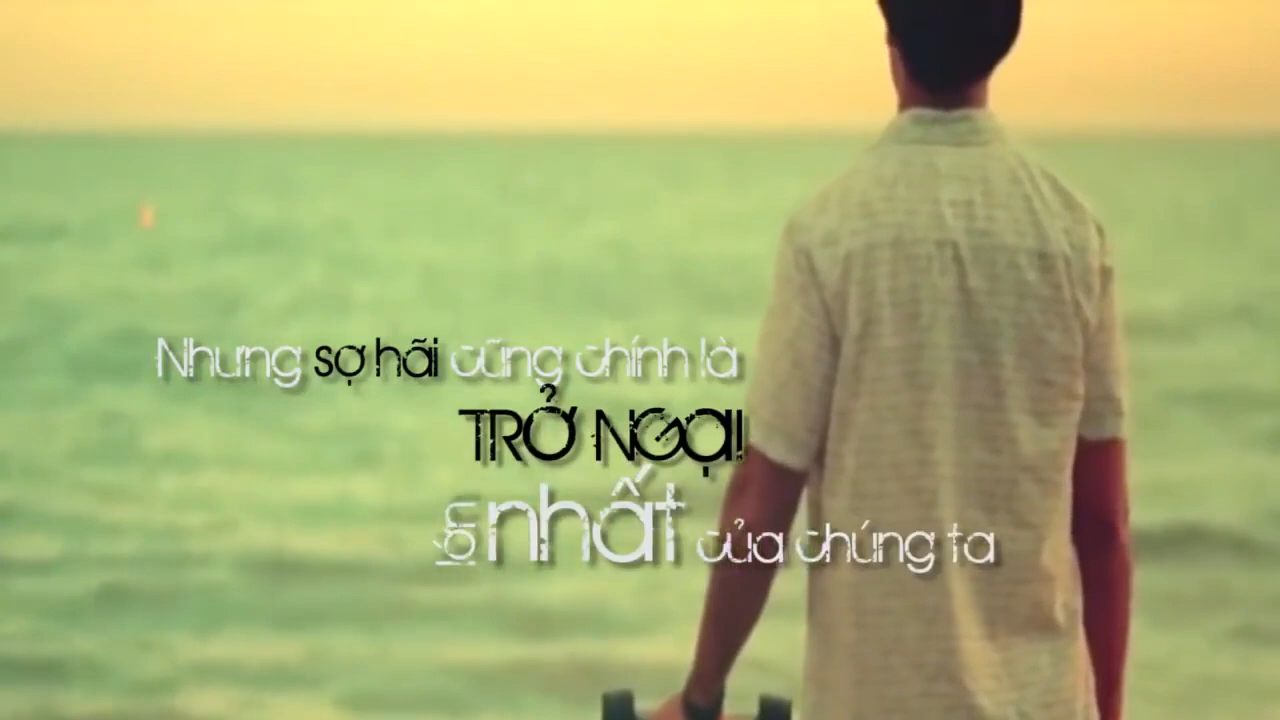 Nhưng sợ hãi cũng chính là
TRỞ NGẠI
lớn nhất của chúng ta